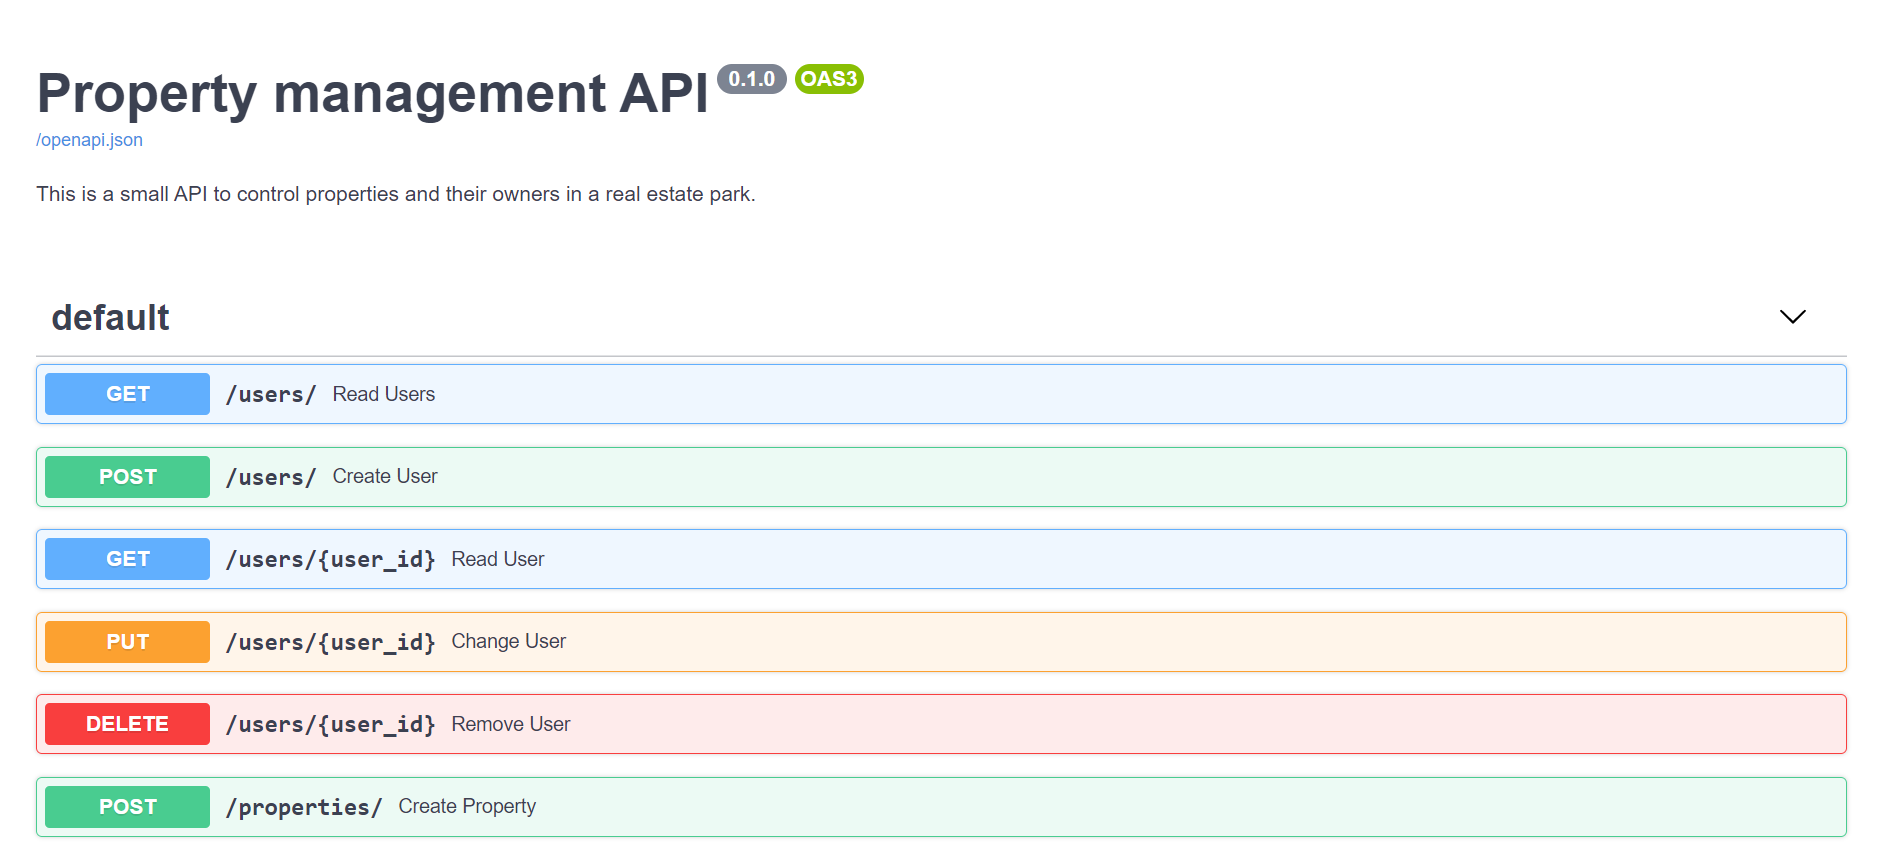 Property management API 0.1.0 OAS3
/openapi.json
This is a small API to control properties and their owners in a real estate park.
default
GET /users/ Read Users
POST /users/ Create User
GET /users/{user_id} Read User
PUT /users/{user_id} Change User
DELETE /users/{user_id} Remove User
POST /properties/ Create Property